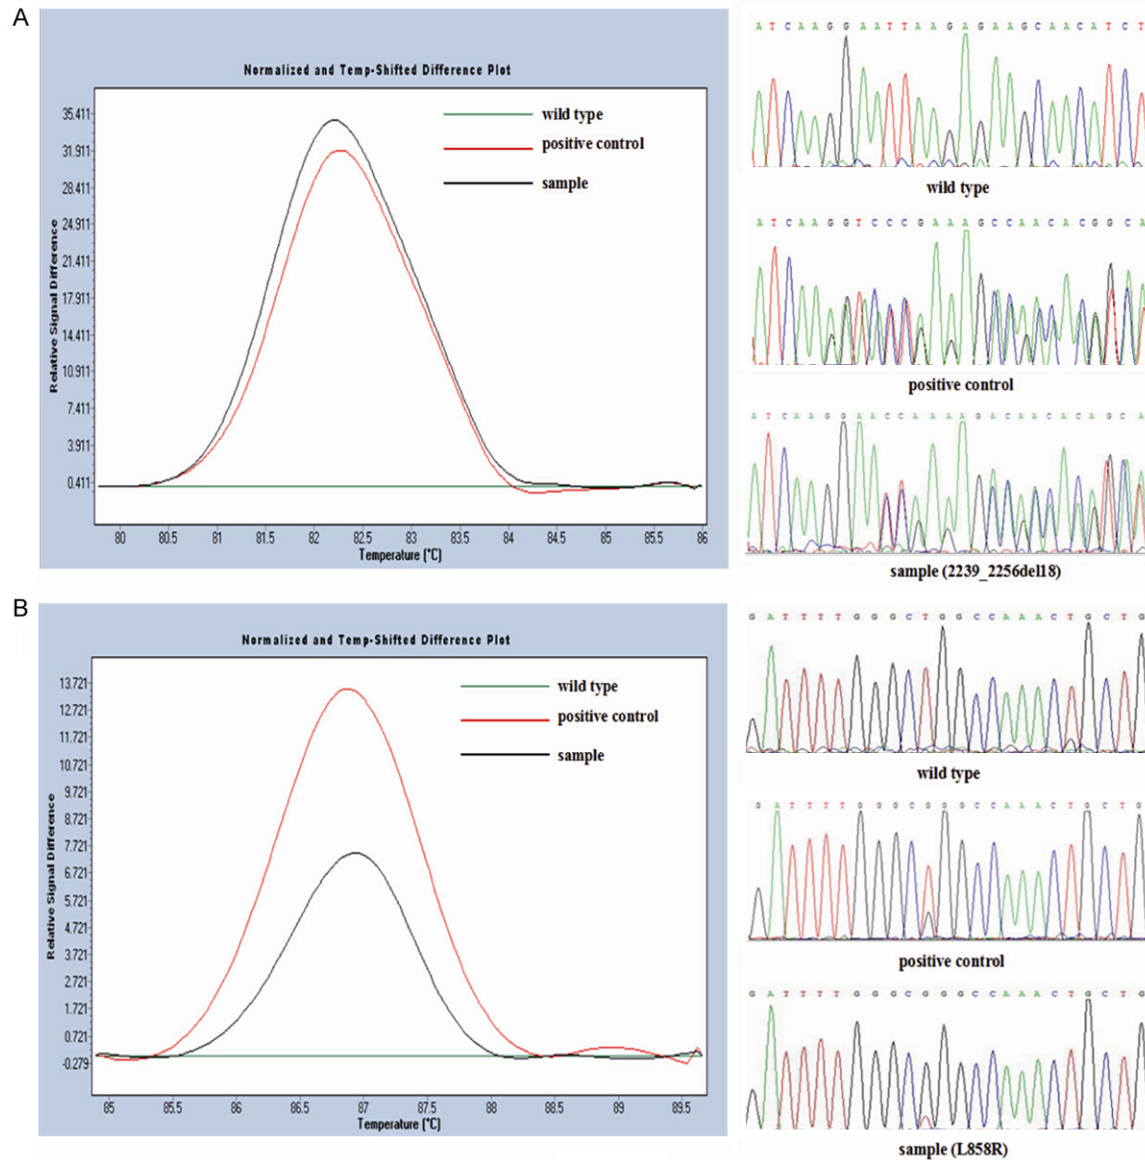 A
Normalized and Temp-Shifted Difference Plot
Relative Signal Difference
35.411
31.911
28.411
24.911
21.411
17.911
14.411
10.911
7.411
3.911
0.411
wild type
positive control
sample
80 80.5 81 81.5 82 82.5 83 83.5 84 84.5 85 85.5 86
Temperature (°C)
A T C A A G G A A T T A A G A G A A G C A A C A T C T
wild type
A T C A A G G T C C C G A A A G C C A A C A C G G C A
positive control
A T C A A G G A A C C A A A A G A C A A C A C A G C A
sample (2239_2256del18)
B
Normalized and Temp-Shifted Difference Plot
Relative Signal Difference
13.721
12.721
11.721
10.721
9.721
8.721
7.721
6.721
5.721
4.721
3.721
2.721
1.721
0.721
-0.279
wild type
positive control
sample
85 85.5 86 86.5 87 87.5 88 88.5 89 89.5
Temperature (°C)
G A T T T T G G G C T G G C C A A A C T G C T G
wild type
G A T T T T G G G C G G G C C A A A C T G C T G
positive control
G A T T T T G G G C G G G C C A A A C T G C T G
sample (L858R)